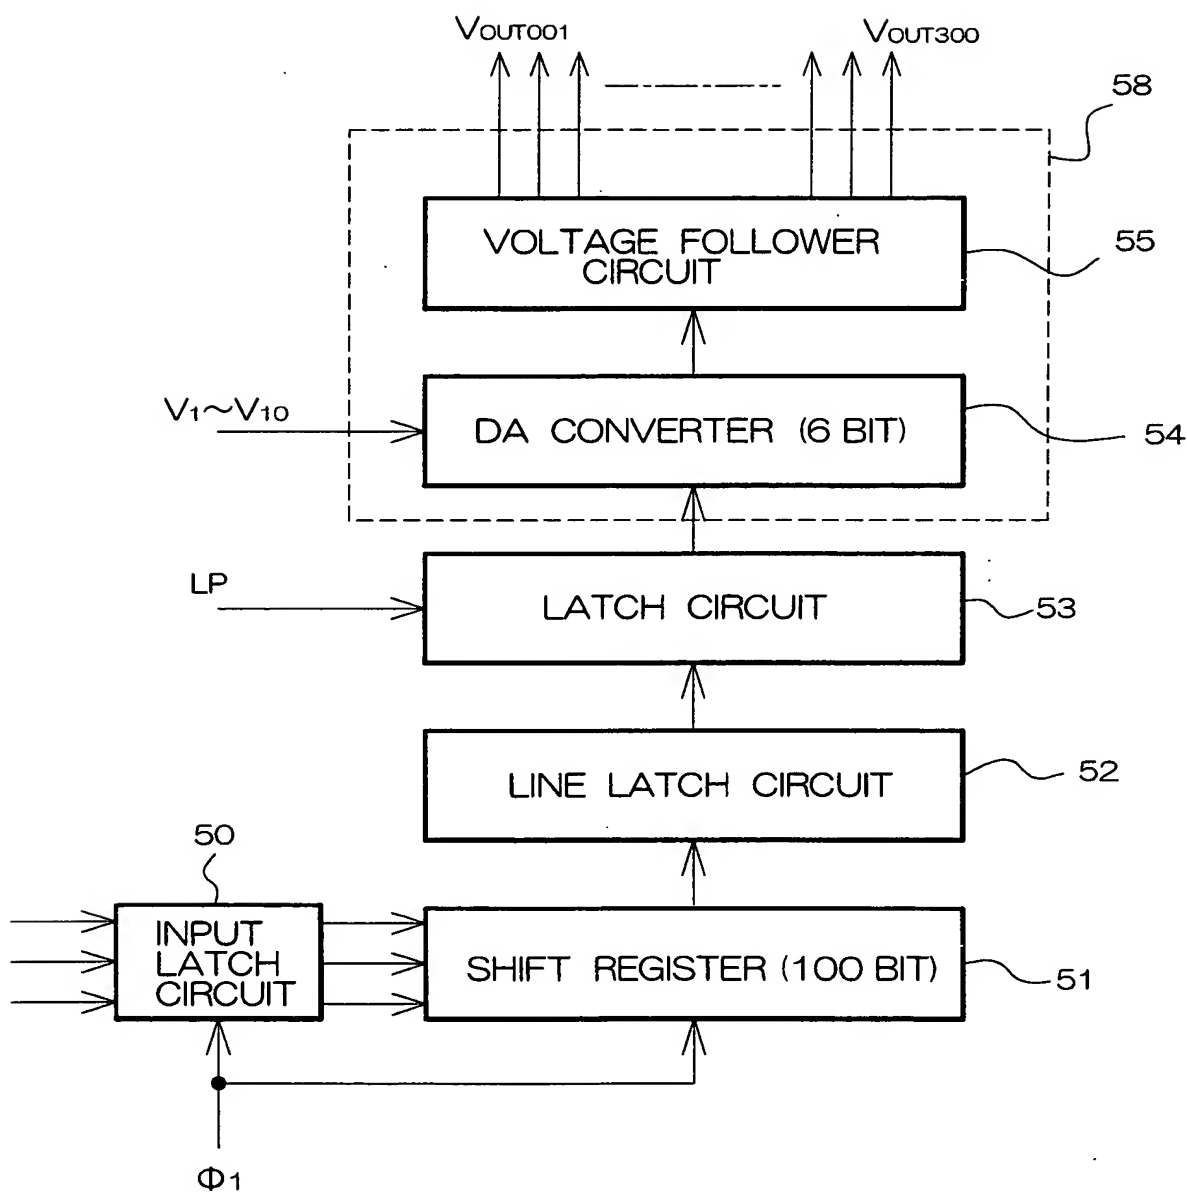 VOUT001
VOUT300
58
VOLTAGE FOLLOWER
CIRCUIT
55
V1~V10
DA CONVERTER (6 BIT)
54
LP
LATCH CIRCUIT
53
LINE LATCH CIRCUIT
52
50
INPUT
LATCH
CIRCUIT
SHIFT REGISTER (100 BIT)
51
Φ1